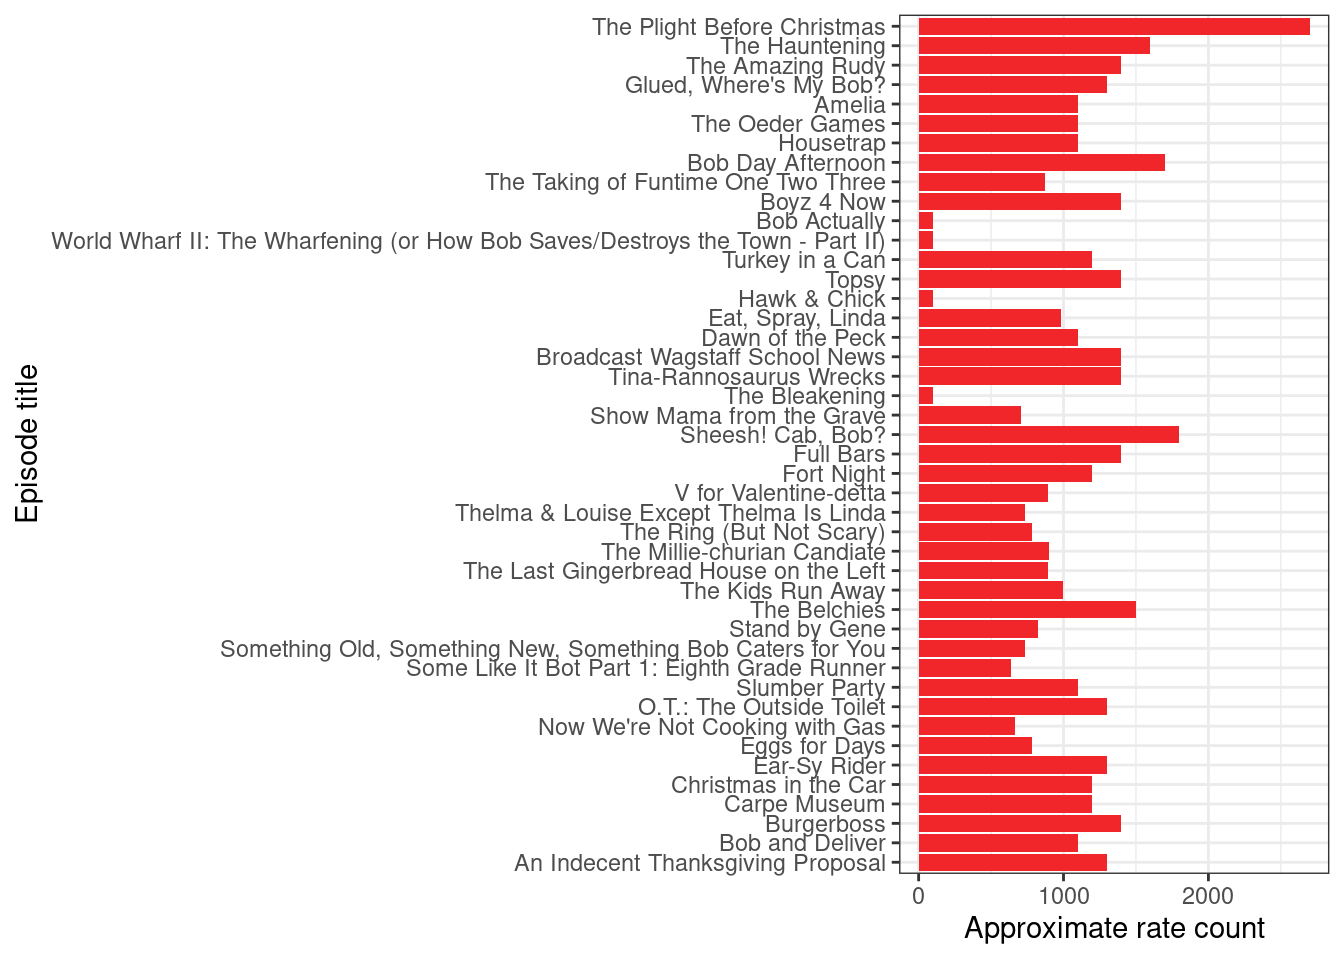 The Plight Before Christmas
The Hauntening
The Amazing Rudy
Glued, Where's My Bob?
Amelia
The Oeder Games
Housetrap
Bob Day Afternoon
The Taking of Funtime One Two Three
Boyz 4 Now
Bob Actually
World Wharf II: The Wharfening (or How Bob Saves/Destroys the Town - Part II)
Turkey in a Can
Topsy
Hawk & Chick
Eat, Spray, Linda
Dawn of the Peck
Broadcast Wagstaff School News
Tina-Rannosaurus Wrecks
The Bleakening
Show Mama from the Grave
Sheesh! Cab, Bob?
Full Bars
Fort Night
V for Valentine-detta
Thelma & Louise Except Thelma Is Linda
The Ring (But Not Scary)
The Millie-churian Candiate
The Last Gingerbread House on the Left
The Kids Run Away
The Belchies
Stand by Gene
Something Old, Something New, Something Bob Caters for You
Some Like It Bot Part 1: Eighth Grade Runner
Slumber Party
O.T.: The Outside Toilet
Now We're Not Cooking with Gas
Eggs for Days
Ear-Sy Rider
Christmas in the Car
Carpe Museum
Burgerboss
Bob and Deliver
An Indecent Thanksgiving Proposal
Episode title
0 1000 2000
Approximate rate count